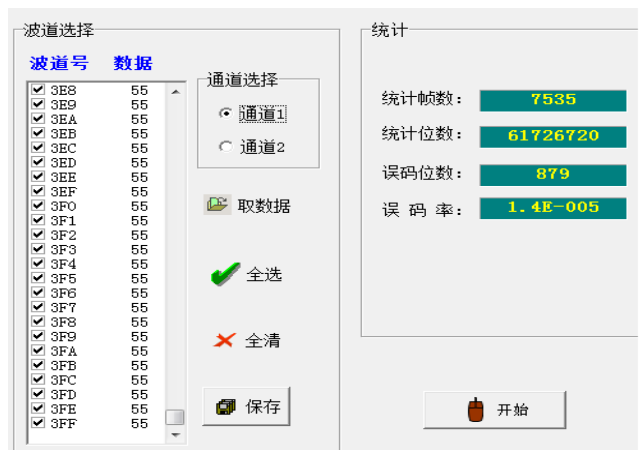 波道选择
波道号 数据
3E8 55
3E9 55
3EA 55
3EB 55
3EC 55
3ED 55
3EE 55
3EF 55
3F0 55
3F1 55
3F2 55
3F3 55
3F4 55
3F5 55
3F6 55
3F7 55
3F8 55
3F9 55
3FA 55
3FB 55
3FC 55
3FD 55
3FE 55
3FF 55
通道选择
通道1
通道2
取数据
全选
全清
保存
统计
统计帧数: 7535
统计位数: 61726720
误码位数: 879
误 码 率: 1.4E-005
开始